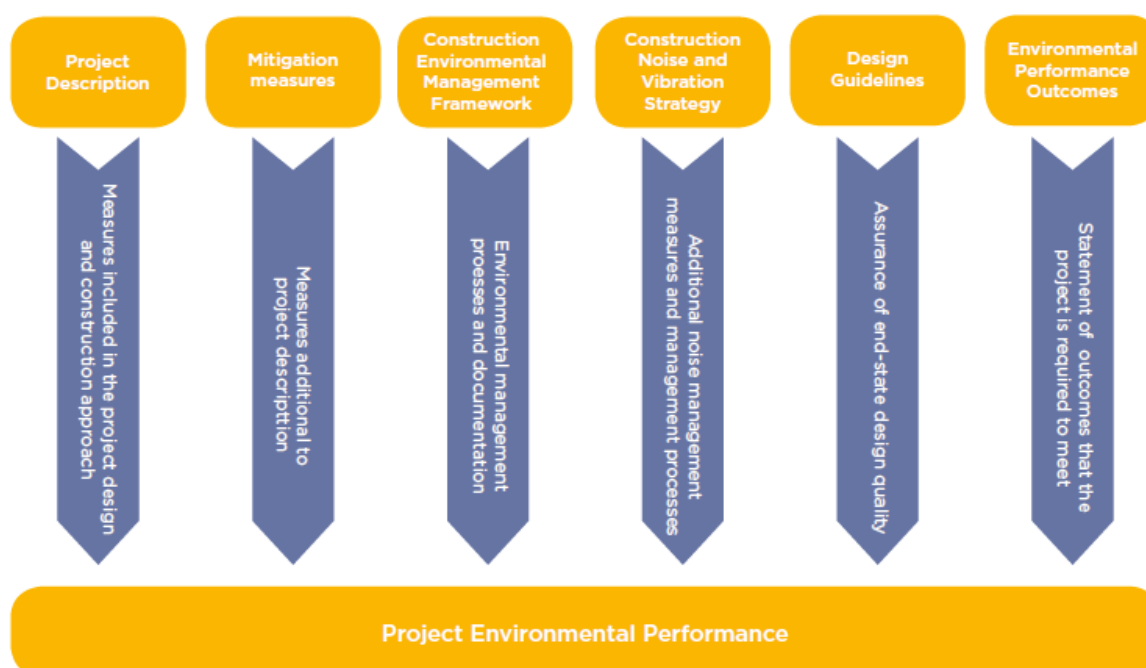 Project
Description
Mitigation
measures
Construction
Environmental
Management
Framework
Construction
Noise and
Vibration
Strategy
Design
Guidelines
Environmental
Performance
Outcomes
Measures included in the project design
and construction approach
Measures additional to
project descripttion
Environmental management
proesses and documentation
Additional noise management
measures and management processes
Assurance of end-state design quality
Statement of outcomes that the
project is required to meet
Project Environmental Performance